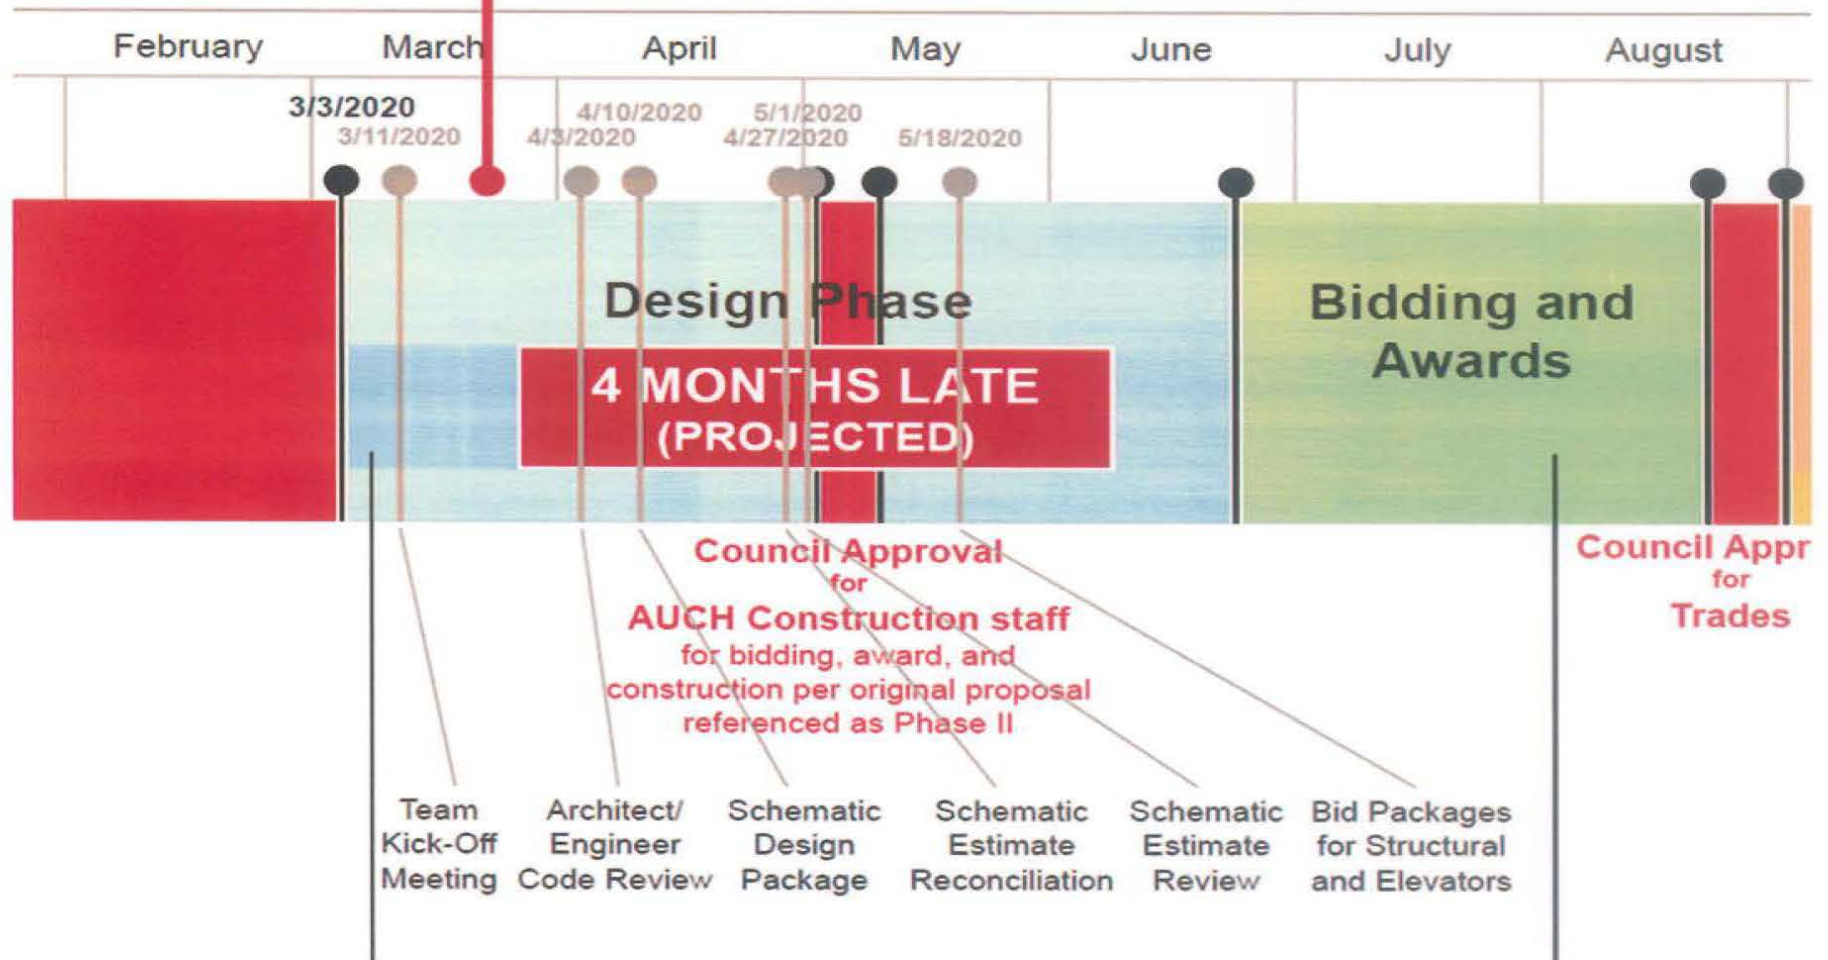 February March April May June July August
3/3/2020
4/10/2020 5/1/2020
3/11/2020 4/3/2020 4/27/2020 5/18/2020
Design Phase
4 MONTHS LATE
(PROJECTED)
Bidding and
Awards
Council Approval
for
AUCH Construction staff
for bidding, award, and
construction per original proposal
referenced as Phase II
Council Appr
for
Trades
Team
Kick-Off
Meeting
Architect/
Engineer
Code Review
Schematic
Design
Package
Schematic
Estimate
Reconciliation
Schematic
Estimate
Review
Bid Packages
for Structural
and Elevators